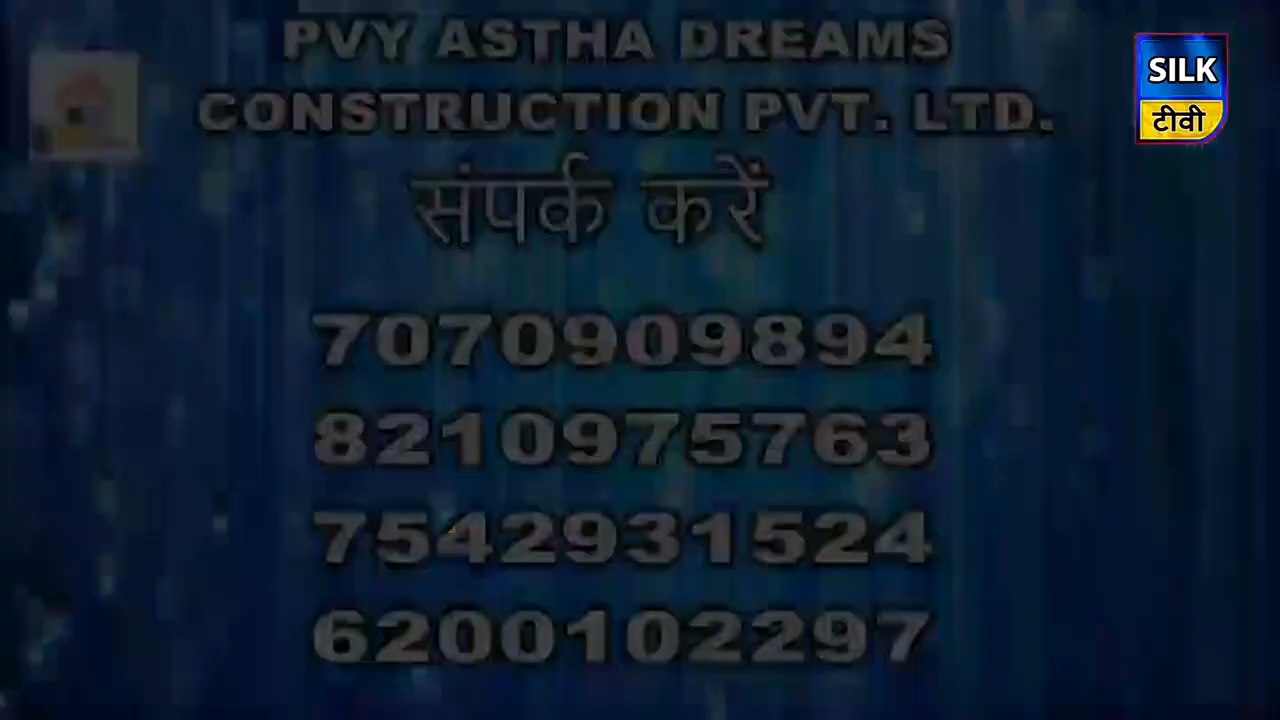 PVY ASTHA DREAMS
CONSTRUCTION PVT. LTD.
SILK
टीवी
संपर्क करें
7070909894
8210975763
7542931524
6200102297